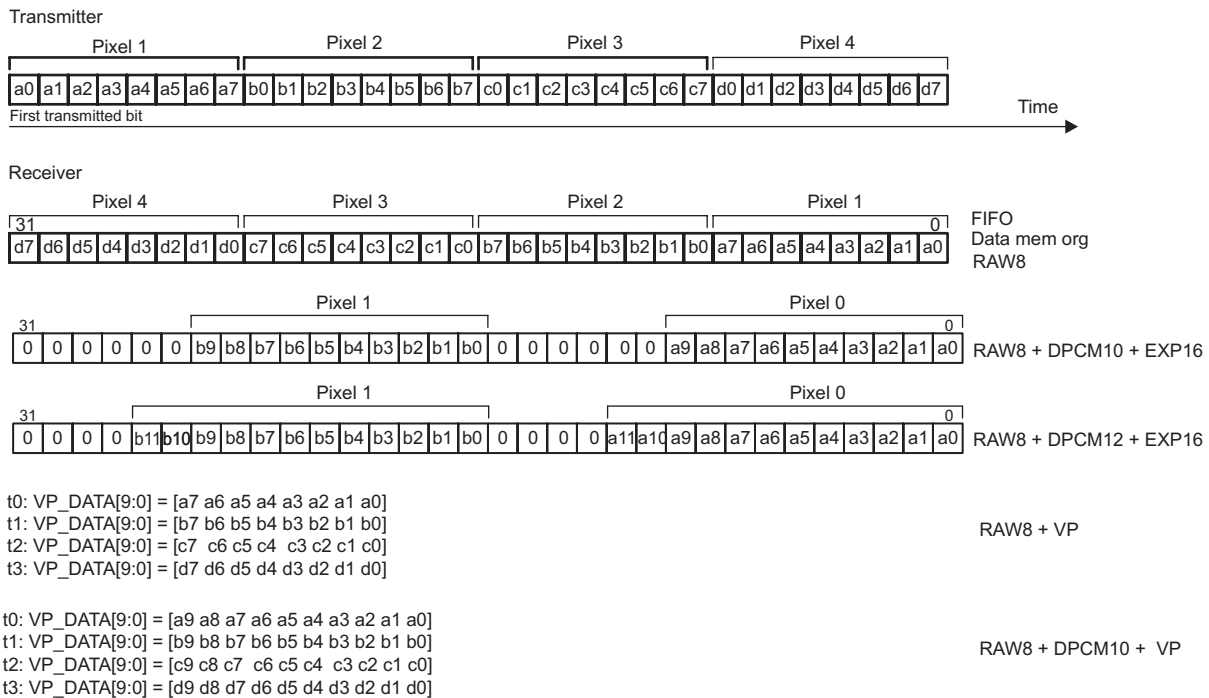 Transmitter
Pixel 1 Pixel 2 Pixel 3 Pixel 4
a0 a1 a2 a3 a4 a5 a6 a7 b0 b1 b2 b3 b4 b5 b6 b7 c0 c1 c2 c3 c4 c5 c6 c7 d0 d1 d2 d3 d4 d5 d6 d7
First transmitted bit Time
Receiver
Pixel 4 Pixel 3 Pixel 2 Pixel 1
31 0 FIFO
d7 d6 d5 d4 d3 d2 d1 d0 c7 c6 c5 c4 c3 c2 c1 c0 b7 b6 b5 b4 b3 b2 b1 b0 a7 a6 a5 a4 a3 a2 a1 a0 Data mem org
RAW8
Pixel 1 Pixel 0
31 0
0 0 0 0 0 0 b9 b8 b7 b6 b5 b4 b3 b2 b1 b0 0 0 0 0 0 0 a9 a8 a7 a6 a5 a4 a3 a2 a1 a0 RAW8 + DPCM10 + EXP16
Pixel 1 Pixel 0
31 0
0 0 0 0 b11 b10 b9 b8 b7 b6 b5 b4 b3 b2 b1 b0 0 0 0 0 a11 a10 a9 a8 a7 a6 a5 a4 a3 a2 a1 a0 RAW8 + DPCM12 + EXP16
t0: VP_DATA[9:0] = [a7 a6 a5 a4 a3 a2 a1 a0]
t1: VP_DATA[9:0] = [b7 b6 b5 b4 b3 b2 b1 b0]
t2: VP_DATA[9:0] = [c7 c6 c5 c4 c3 c2 c1 c0]
t3: VP_DATA[9:0] = [d7 d6 d5 d4 d3 d2 d1 d0]
RAW8 + VP
t0: VP_DATA[9:0] = [a9 a8 a7 a6 a5 a4 a3 a2 a1 a0]
t1: VP_DATA[9:0] = [b9 b8 b7 b6 b5 b4 b3 b2 b1 b0]
t2: VP_DATA[9:0] = [c9 c8 c7 c6 c5 c4 c3 c2 c1 c0]
t3: VP_DATA[9:0] = [d9 d8 d7 d6 d5 d4 d3 d2 d1 d0]
RAW8 + DPCM10 + VP